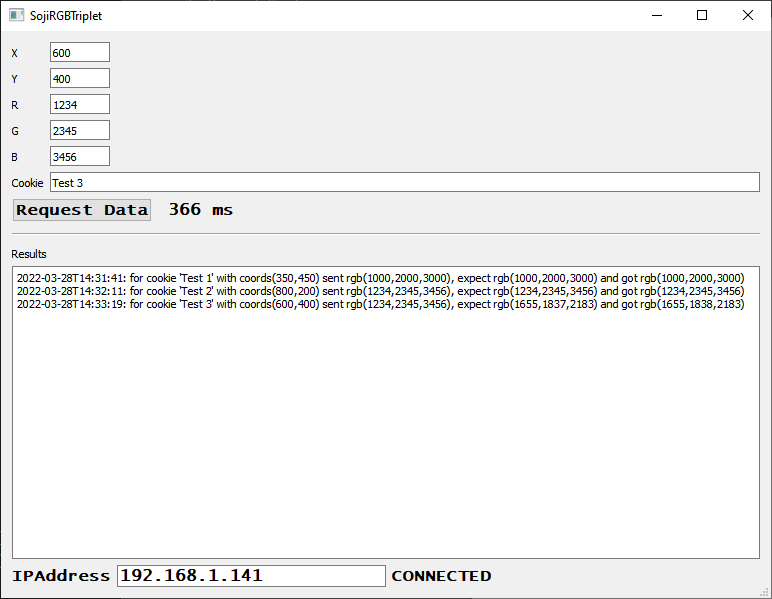 SojiRGBTriplet
X 600
Y 400
R 1234
G 2345
B 3456
Cookie Test 3
Request Data 366 ms
Results
2022-03-28T14:31:41: for cookie 'Test 1' with coords(350,450) sent rgb(1000,2000,3000), expect rgb(1000,2000,3000) and got rgb(1000,2000,3000)
2022-03-28T14:32:11: for cookie 'Test 2' with coords(800,200) sent rgb(1234,2345,3456), expect rgb(1234,2345,3456) and got rgb(1234,2345,3456)
2022-03-28T14:33:19: for cookie 'Test 3' with coords(600,400) sent rgb(1234,2345,3456), expect rgb(1655,1837,2183) and got rgb(1655,1838,2183)
IPAddress 192.168.1.141 CONNECTED